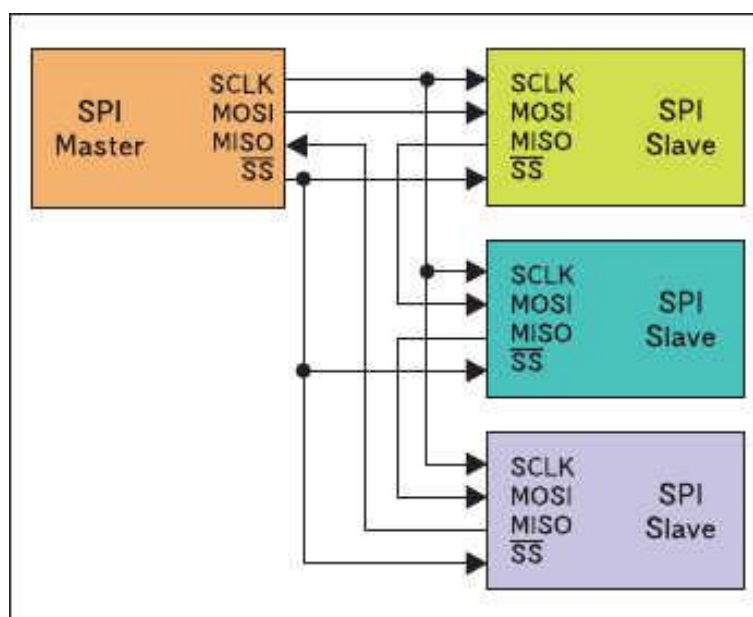 SPI
Master
SCLK
MOSI
MISO
SS
SCLK
MOSI
MISO
SS
SPI
Slave
SCLK
MOSI
MISO
SS
SPI
Slave
SCLK
MOSI
MISO
SS
SPI
Slave